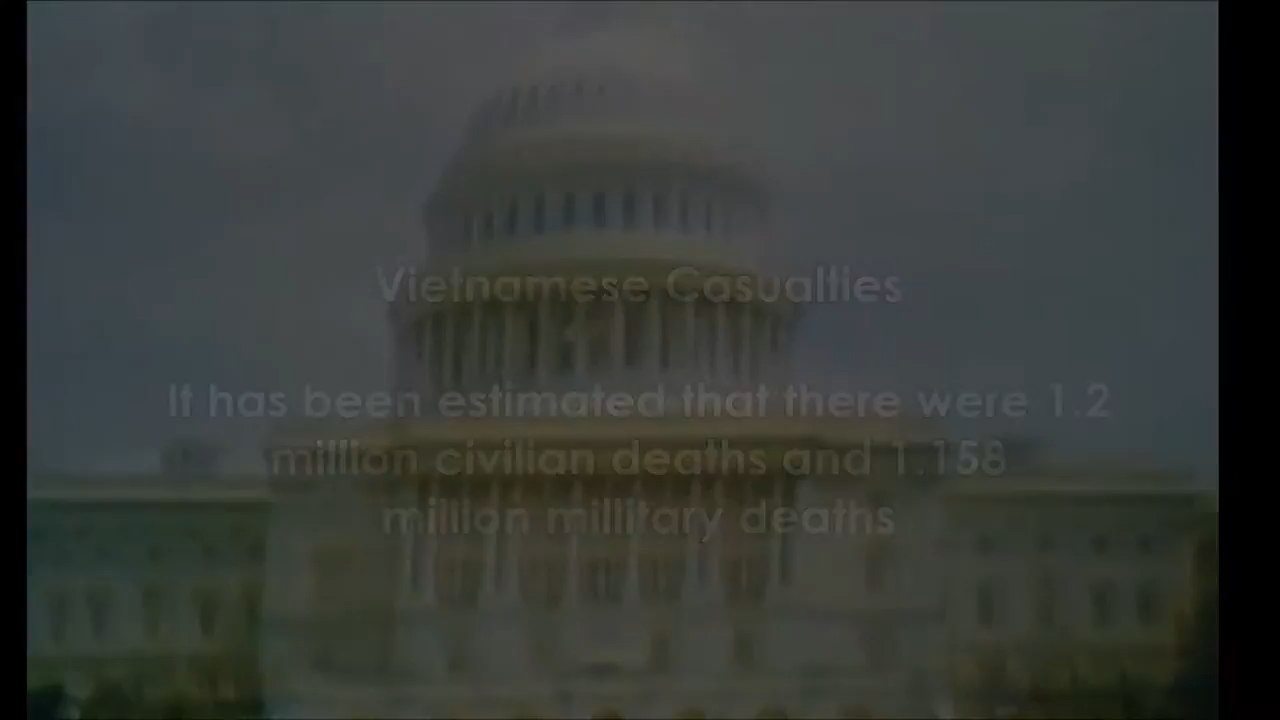 Vietnamese Casualties
It has been estimated that there were 1.2
million civilian deaths and 1.158
million military deaths